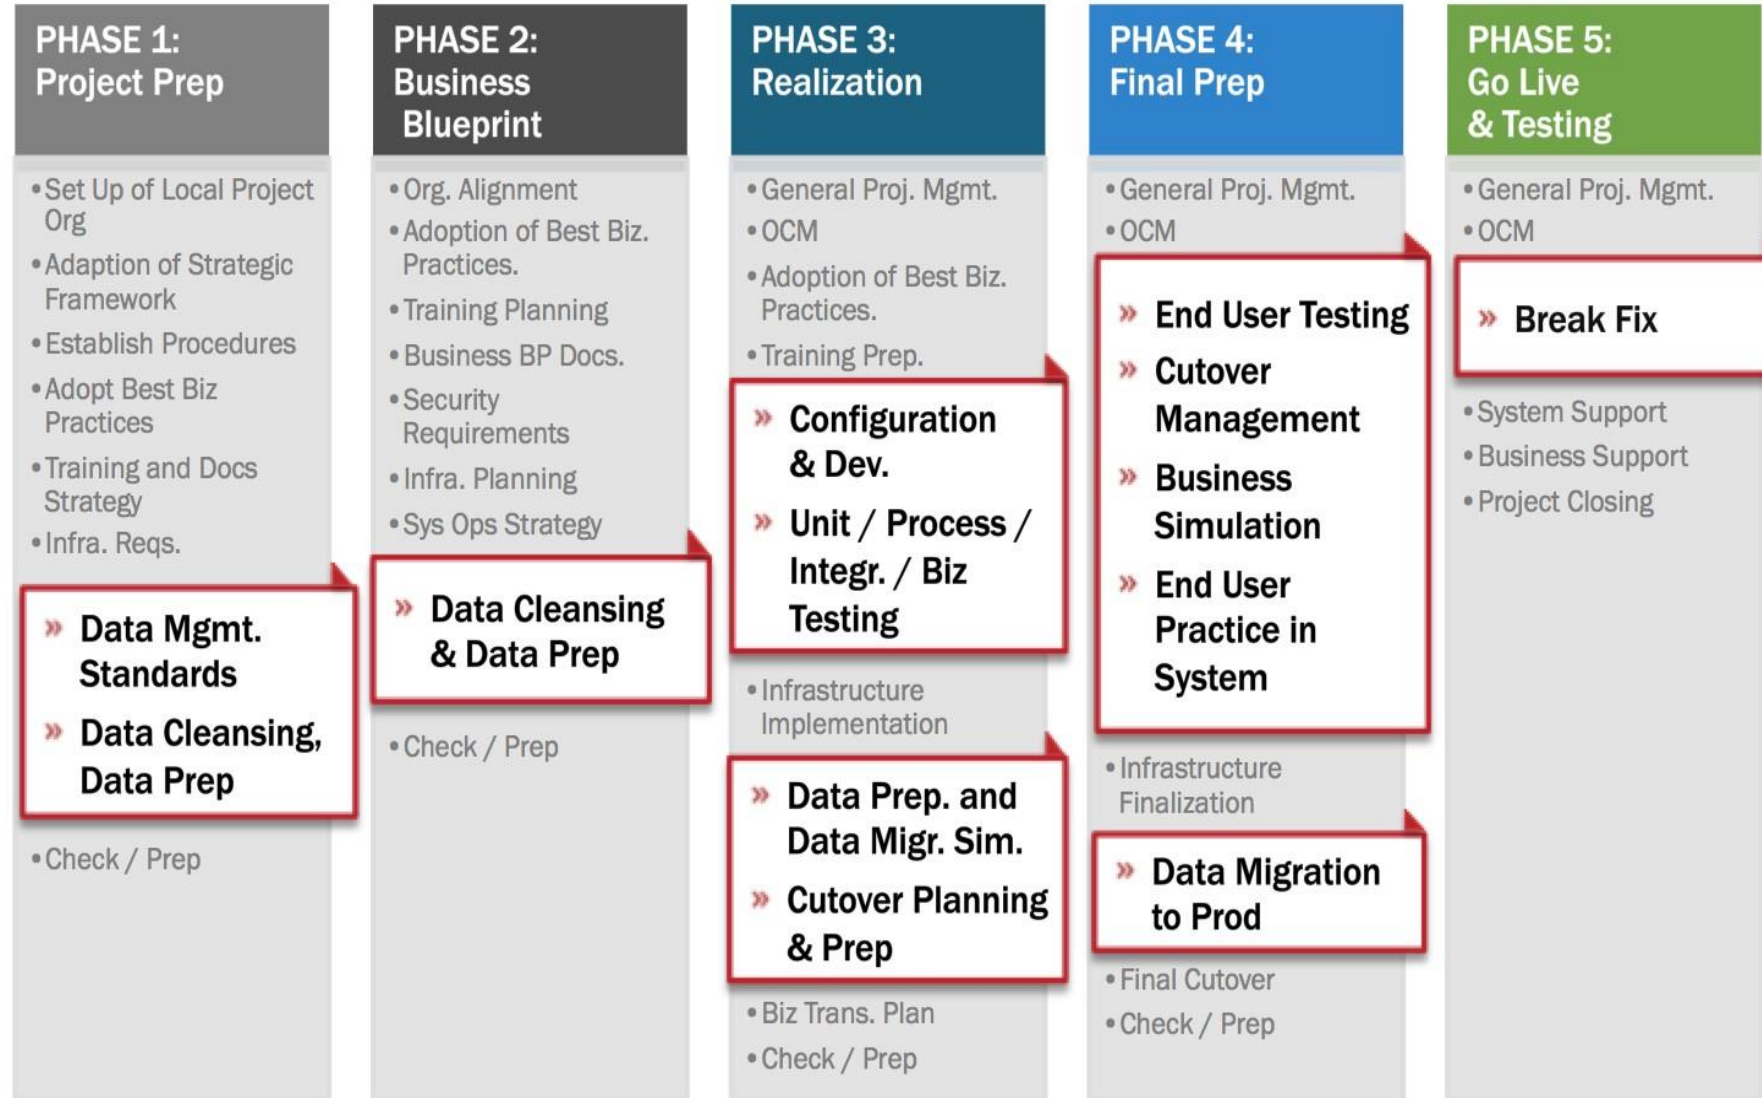 PHASE 1:
Project Prep
• Set Up of Local Project
Org
• Adaption of Strategic
Framework
• Establish Procedures
• Adopt Best Biz
Practices
• Training and Docs
Strategy
• Infra. Reqs.
» Data Mgmt.
Standards
» Data Cleansing,
Data Prep
• Check / Prep
PHASE 2:
Business
Blueprint
• Org. Alignment
• Adoption of Best Biz.
Practices.
• Training Planning
• Business BP Docs.
• Security
Requirements
• Infra. Planning
• Sys Ops Strategy
» Data Cleansing
& Data Prep
• Check / Prep
PHASE 3:
Realization
• General Proj. Mgmt.
• OCM
• Adoption of Best Biz.
Practices.
• Training Prep.
» Configuration
& Dev.
» Unit / Process /
Integr. / Biz
Testing
• Infrastructure
Implementation
» Data Prep. and
Data Migr. Sim.
» Cutover Planning
& Prep
• Biz Trans. Plan
• Check / Prep
PHASE 4:
Final Prep
• General Proj. Mgmt.
• OCM
» End User Testing
» Cutover
Management
» Business
Simulation
» End User
Practice in
System
• Infrastructure
Finalization
» Data Migration
to Prod
• Final Cutover
• Check / Prep
PHASE 5:
Go Live
& Testing
• General Proj. Mgmt.
• OCM
» Break Fix
• System Support
• Business Support
• Project Closing